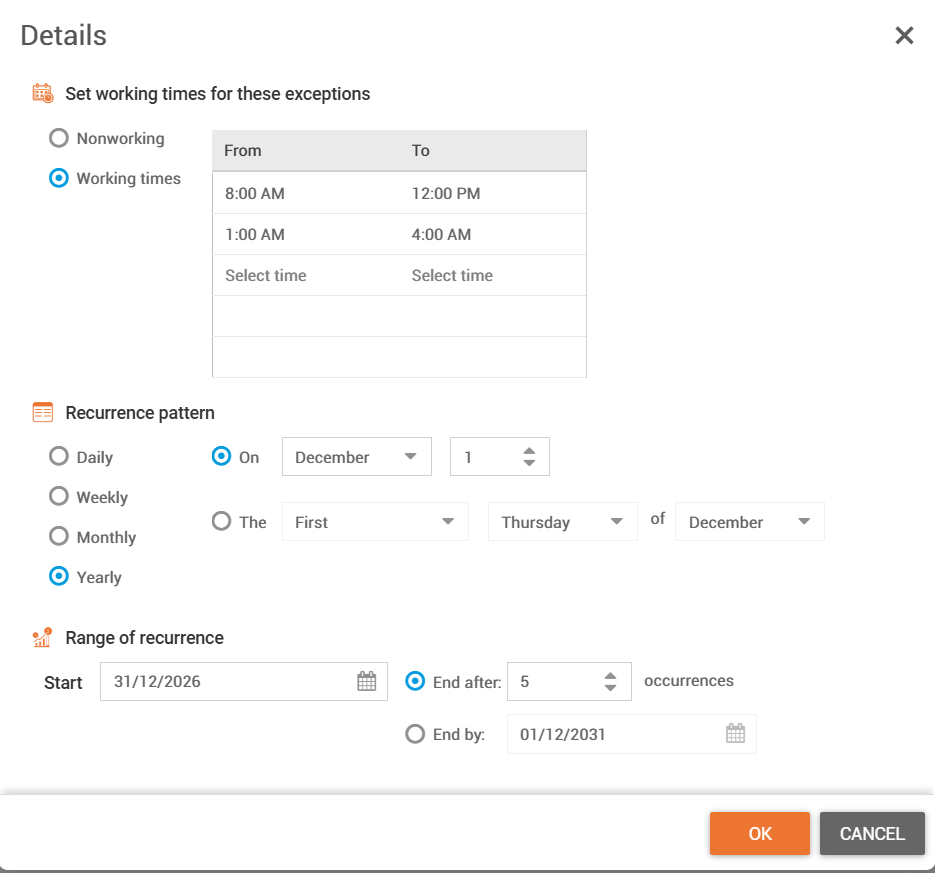 Details
Set working times for these exceptions
Nonworking
Working times
From To
8:00 AM 12:00 PM
1:00 AM 4:00 AM
Select time Select time
Recurrence pattern
Daily
Weekly
Monthly
Yearly
On December 1
The First Thursday of December
Range of recurrence
Start 31/12/2026
End after: 5 occurrences
End by: 01/12/2031
OK CANCEL